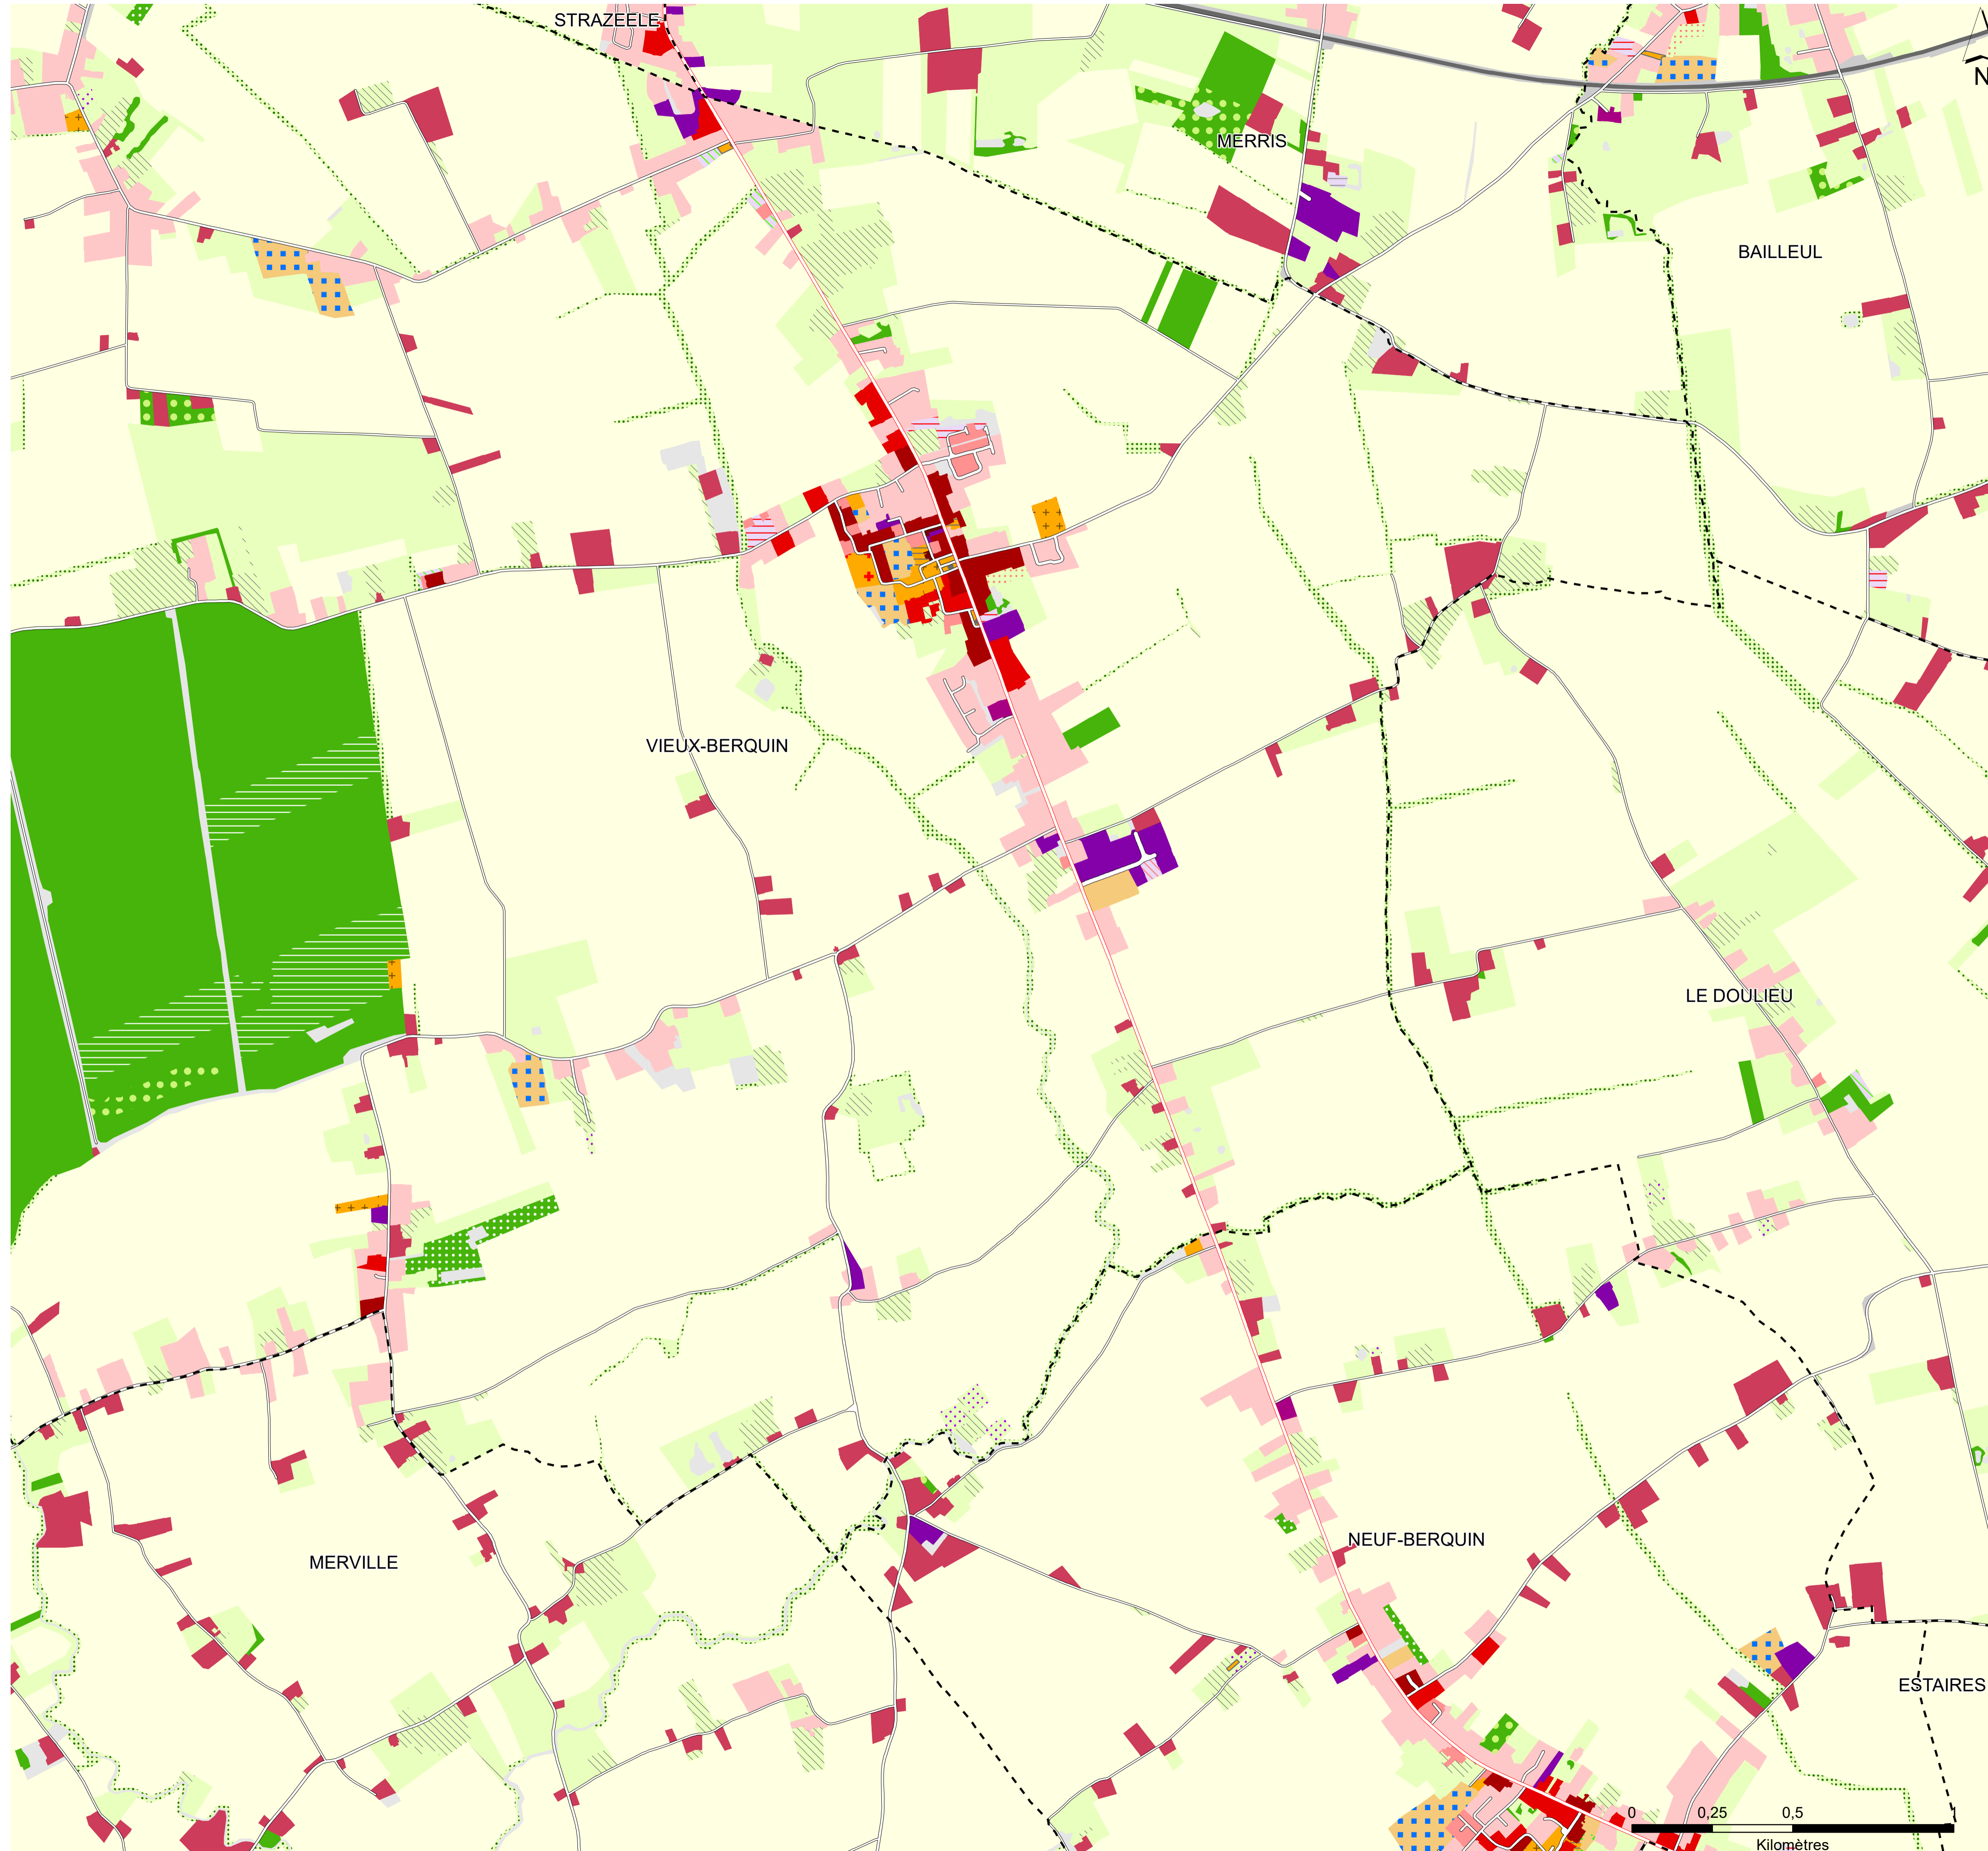 STRAZEELE
N
MERRIS
BAILLEUL
VIEUX-BERQUIN
LE DOULIEU
NEUF-BERQUIN
MERVILLE
ESTAIRES
0 0,25 0,5 1
Kilomètres